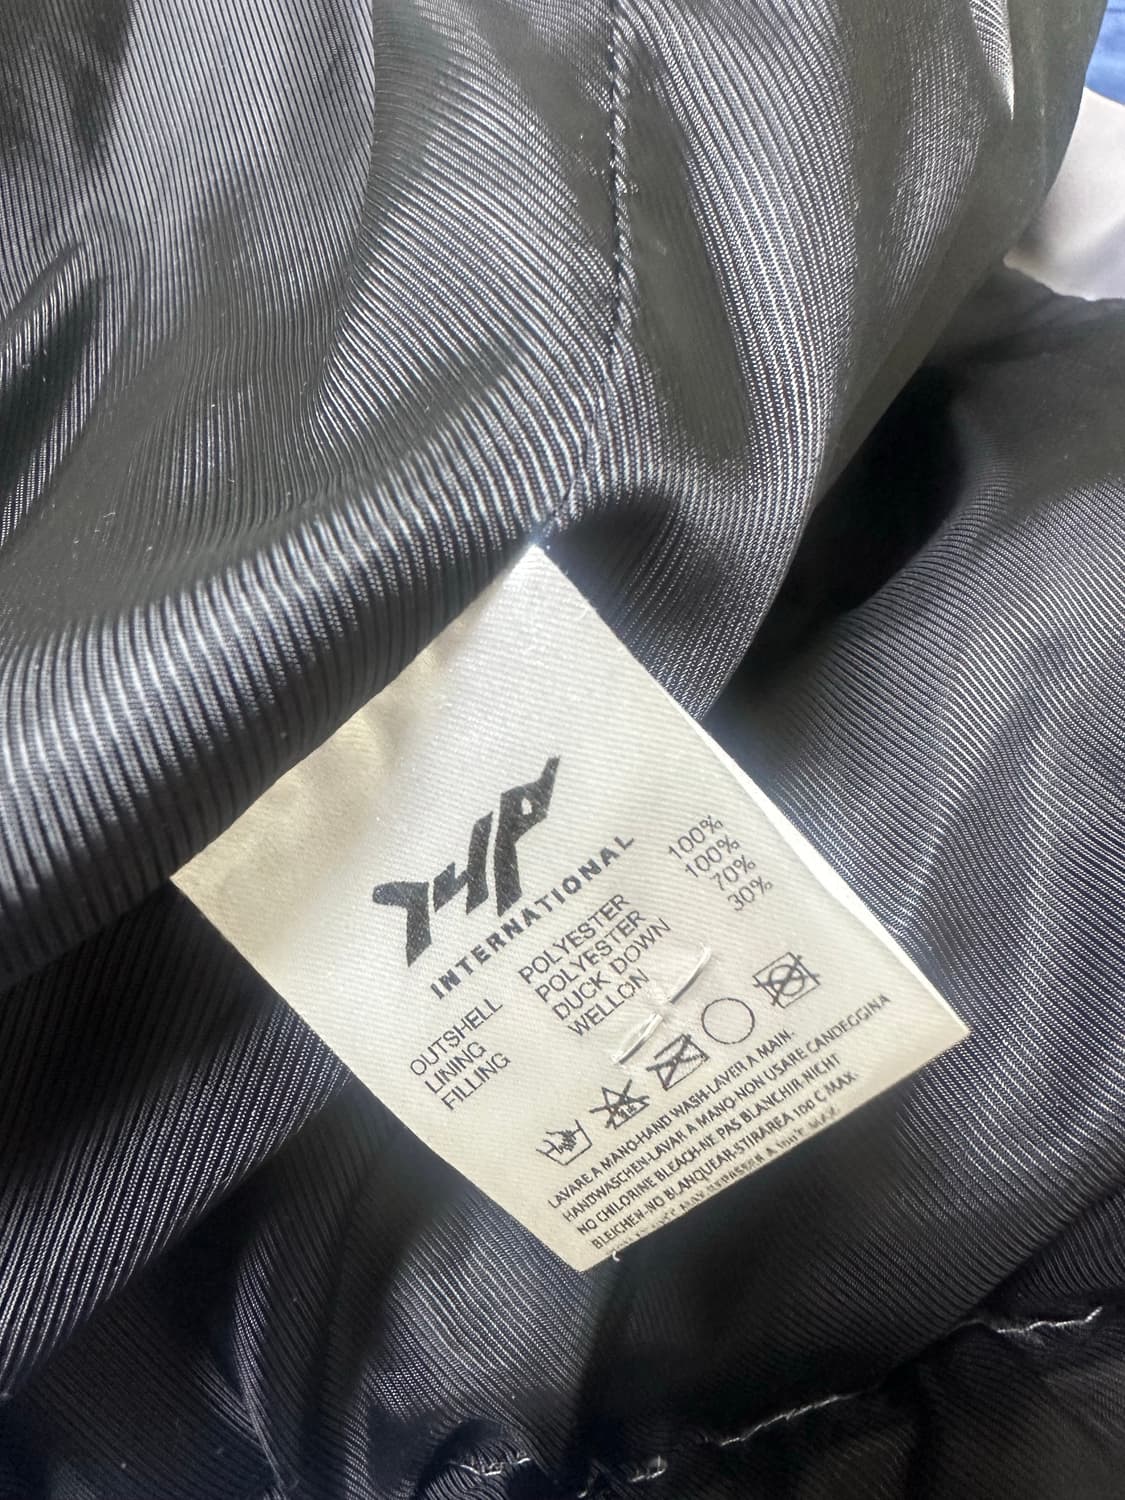 INTERNATIONAL
OUTSHELL POLYESTER 100%
LINING POLYESTER 100%
FILLING DUCK DOWN 70%
WELLON 30%
LAVARE A MANO-HAND WASH-LAVER A MAIN.
HANDWASCHEN-LAVAR A MANO-NON USARE CANDEGGINA
NO CHILORINE BLEACH-NE PAS BLANCHIR-NICHT
BLEICHEN-NO BLANQUEAR-STIRAREA 100 C MAX.